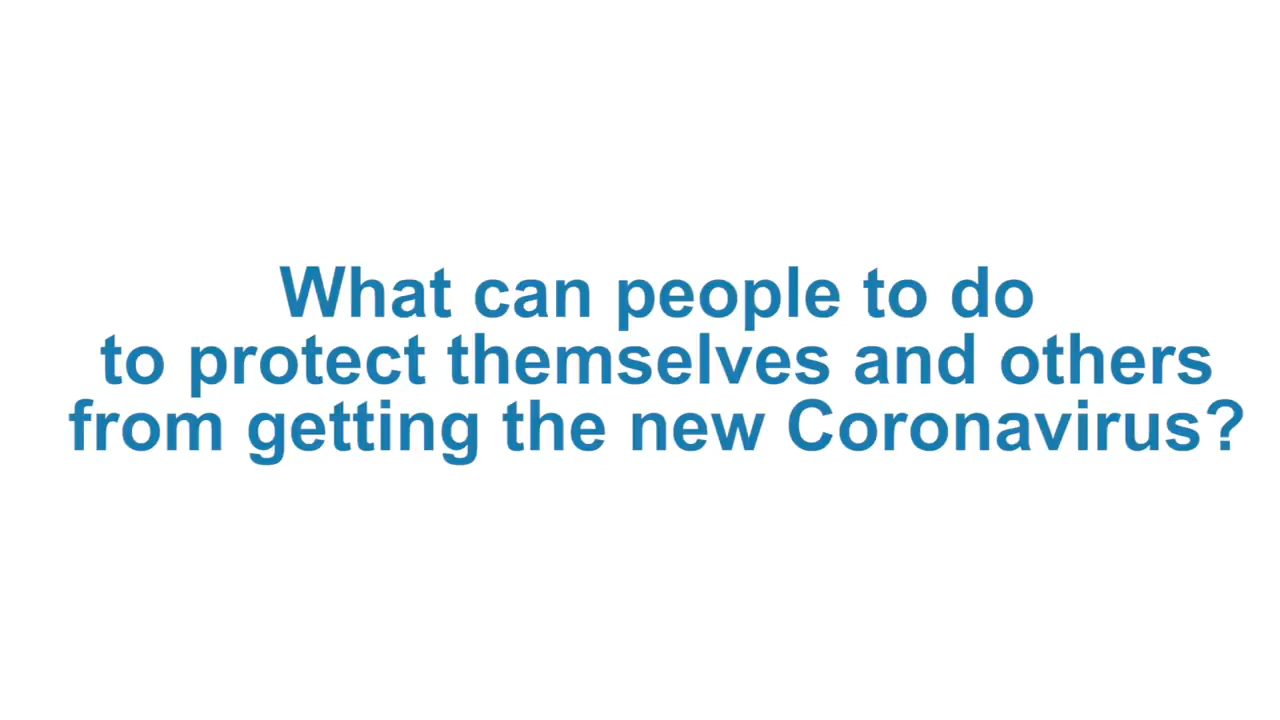 What can people to do
to protect themselves and others
from getting the new Coronavirus?